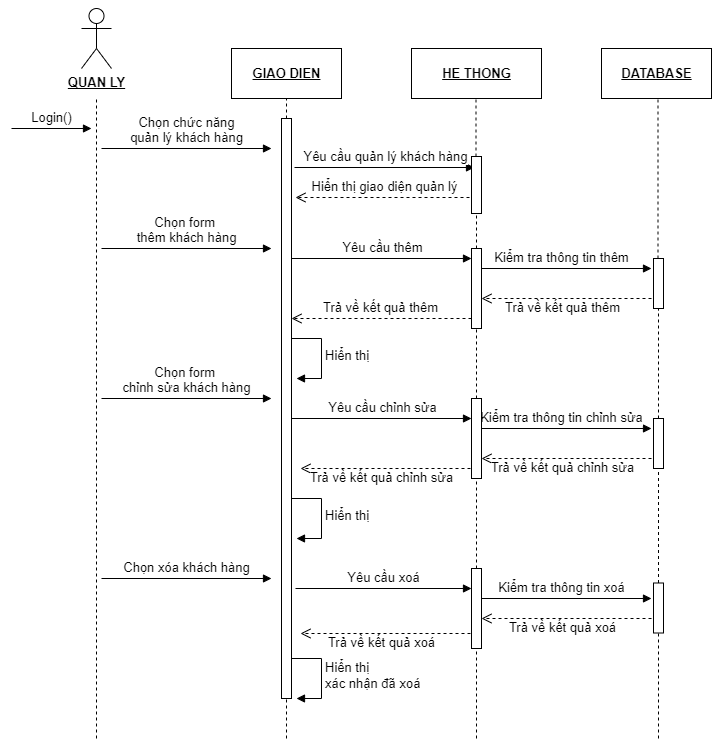 QUAN LY
GIAO DIEN
HE THONG
DATABASE
Login()
Chọn chức năng
quản lý khách hàng
Yêu cầu quản lý khách hàng
Hiển thị giao diện quản lý
Chọn form
thêm khách hàng
Yêu cầu thêm
Kiểm tra thông tin thêm
Trả về kết quả thêm
Trả về kết quả thêm
Hiển thị
Chọn form
chỉnh sửa khách hàng
Yêu cầu chỉnh sửa
Kiểm tra thông tin chỉnh sửa
Trả về kết quả chỉnh sửa
Trả về kết quả chỉnh sửa
Hiển thị
Chọn xóa khách hàng
Yêu cầu xoá
Kiểm tra thông tin xoá
Trả về kết quả xoá
Trả về kết quả xoá
Hiển thị
xác nhận đã xoá